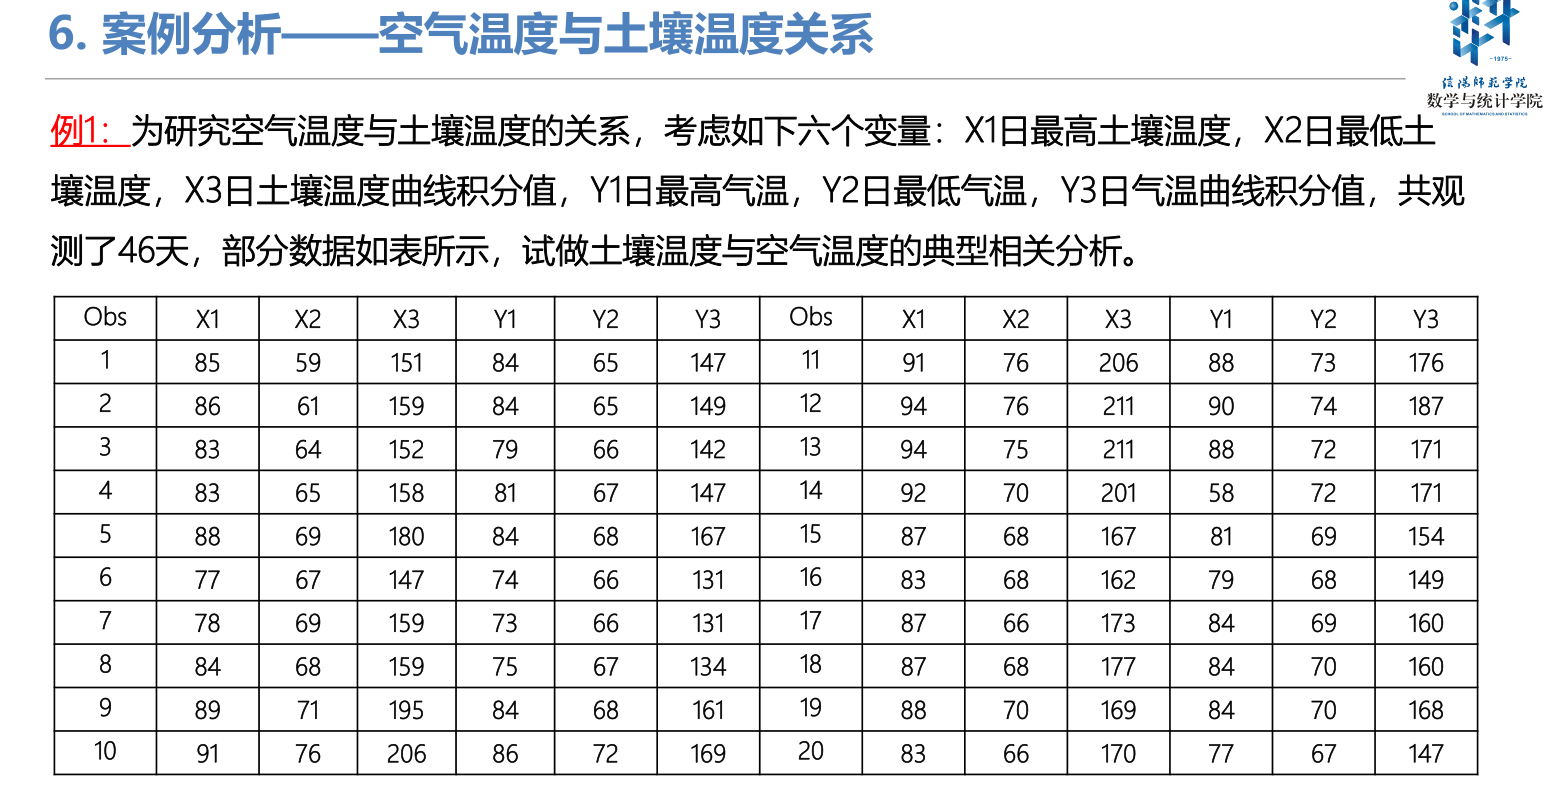 6. 案例分析——空气温度与土壤温度关系
-1975-
信阳师范学院
数学与统计学院
SCHOOL OF MATHEMATICS AND STATISTICS
例1：为研究空气温度与土壤温度的关系，考虑如下六个变量：X1日最高土壤温度，X2日最低土
壤温度，X3日土壤温度曲线积分值，Y1日最高气温，Y2日最低气温，Y3日气温曲线积分值，共观
测了46天，部分数据如表所示，试做土壤温度与空气温度的典型相关分析。
Obs X1 X2 X3 Y1 Y2 Y3 Obs X1 X2 X3 Y1 Y2 Y3
1 85 59 151 84 65 147 11 91 76 206 88 73 176
2 86 61 159 84 65 149 12 94 76 211 90 74 187
3 83 64 152 79 66 142 13 94 75 211 88 72 171
4 83 65 158 81 67 147 14 92 70 201 58 72 171
5 88 69 180 84 68 167 15 87 68 167 81 69 154
6 77 67 147 74 66 131 16 83 68 162 79 68 149
7 78 69 159 73 66 131 17 87 66 173 84 69 160
8 84 68 159 75 67 134 18 87 68 177 84 70 160
9 89 71 195 84 68 161 19 88 70 169 84 70 168
10 91 76 206 86 72 169 20 83 66 170 77 67 147